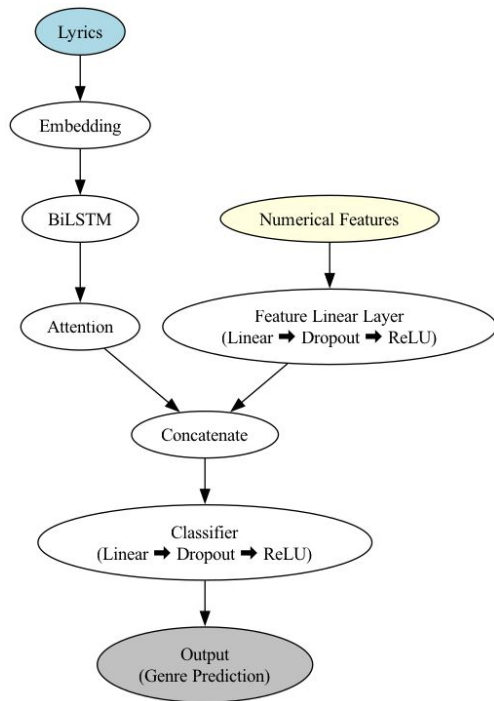 Lyrics
Embedding
BiLSTM
Numerical Features
Attention
Feature Linear Layer
(Linear ➡ Dropout ➡ ReLU)
Concatenate
Classifier
(Linear ➡ Dropout ➡ ReLU)
Output
(Genre Prediction)